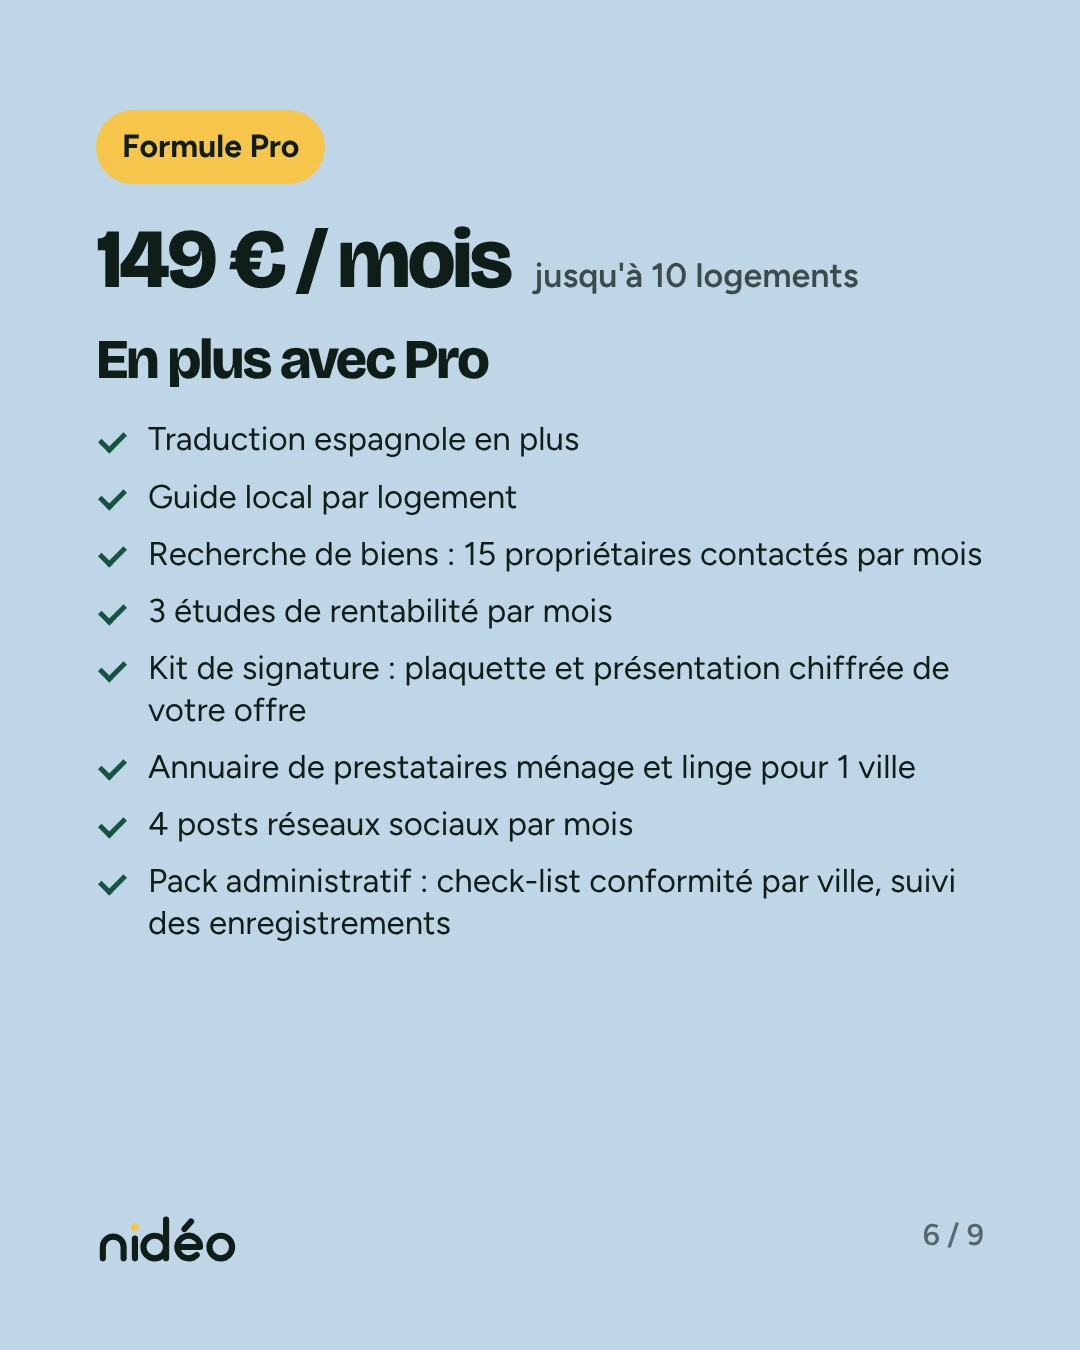 Formule Pro
149 € / mois jusqu'à 10 logements
En plus avec Pro
Traduction espagnole en plus
Guide local par logement
Recherche de biens : 15 propriétaires contactés par mois
3 études de rentabilité par mois
Kit de signature : plaquette et présentation chiffrée de
votre offre
Annuaire de prestataires ménage et linge pour 1 ville
4 posts réseaux sociaux par mois
Pack administratif : check-list conformité par ville, suivi
des enregistrements
nidéo
6 / 9